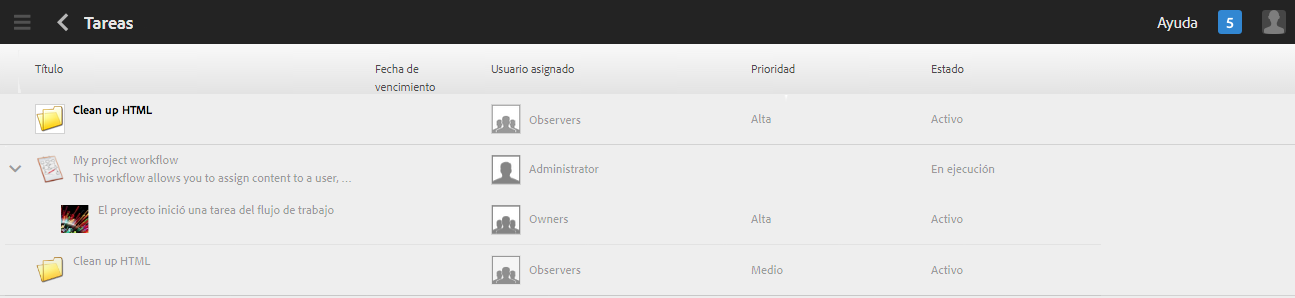 Tareas Ayuda 5
Título Fecha de vencimiento Usuario asignado Prioridad Estado
Clean up HTML Observers Alta Activo
My project workflow
This workflow allows you to assign content to a user, ... Administrator En ejecución
El proyecto inició una tarea del flujo de trabajo Owners Alta Activo
Clean up HTML Observers Medio Activo